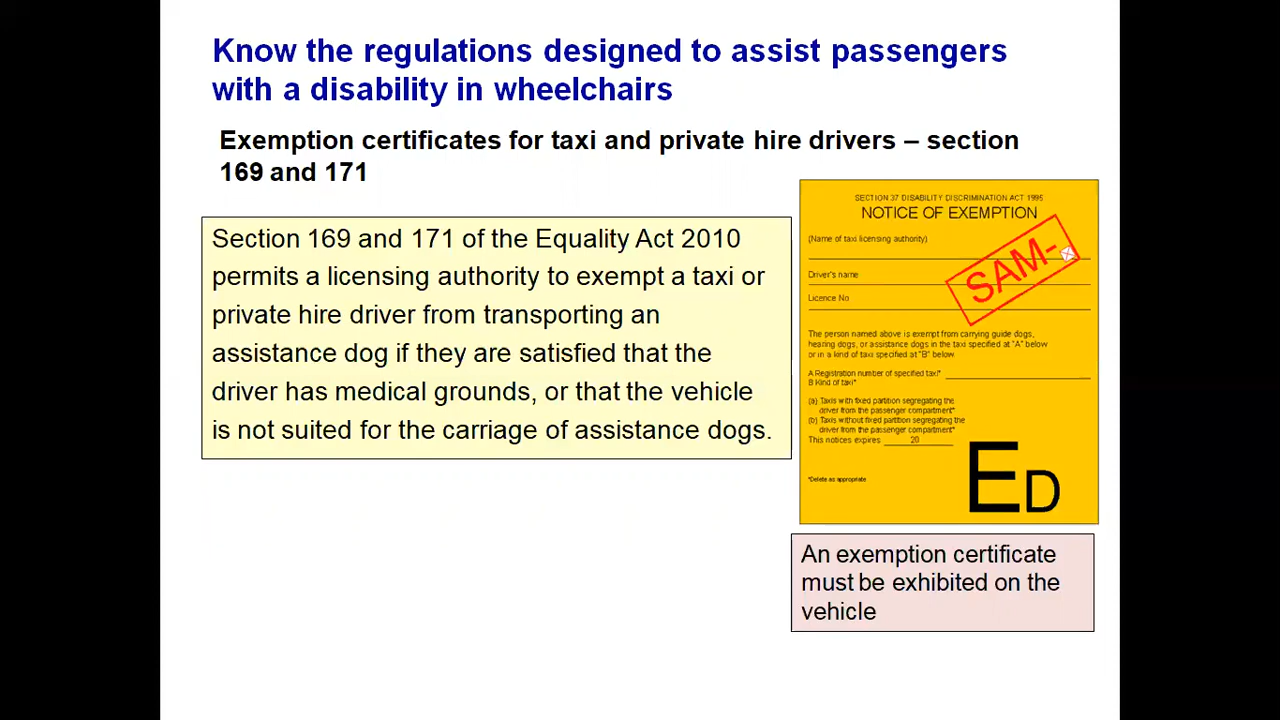 Know the regulations designed to assist passengers
with a disability in wheelchairs
Exemption certificates for taxi and private hire drivers – section
169 and 171
Section 169 and 171 of the Equality Act 2010
permits a licensing authority to exempt a taxi or
private hire driver from transporting an
assistance dog if they are satisfied that the
driver has medical grounds, or that the vehicle
is not suited for the carriage of assistance dogs.
SECTION 37 DISABILITY DISCRIMINATION ACT 1995
NOTICE OF EXEMPTION
(Name of taxi licensing authority)
SAM-
Driver's name
Licence No
The person named above is exempt from carrying guide dogs,
hearing dogs, or assistance dogs in the taxi specified at "A" below
or in a kind of taxi specified at "B" below.
A Registration number of specified taxi*
B Kind of taxi*
(a) Taxis with fixed partition segregating the
driver from the passenger compartment*
(b) Taxis without fixed partition segregating the
driver from the passenger compartment*
This notices expires 20
*Delete as appropriate
ED
An exemption certificate
must be exhibited on the
vehicle